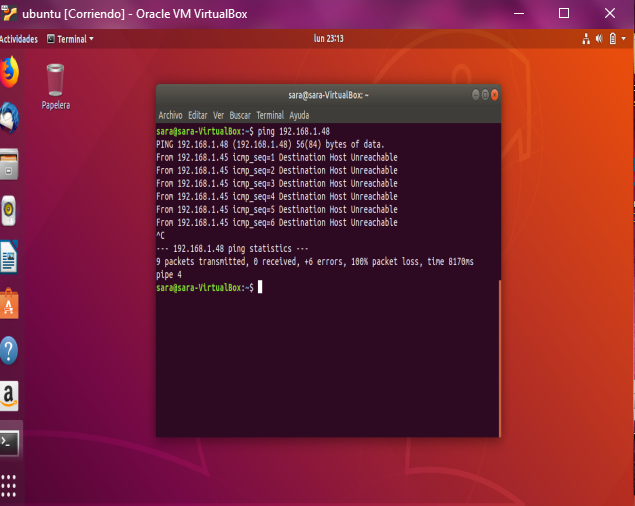 ubuntu [Corriendo] - Oracle VM VirtualBox
Actividades Terminal lun 23:13
Papelera
sara@sara-VirtualBox: ~
Archivo Editar Ver Buscar Terminal Ayuda
sara@sara-VirtualBox:~$ ping 192.168.1.48
PING 192.168.1.48 (192.168.1.48) 56(84) bytes of data.
From 192.168.1.45 icmp_seq=1 Destination Host Unreachable
From 192.168.1.45 icmp_seq=2 Destination Host Unreachable
From 192.168.1.45 icmp_seq=3 Destination Host Unreachable
From 192.168.1.45 icmp_seq=4 Destination Host Unreachable
From 192.168.1.45 icmp_seq=5 Destination Host Unreachable
From 192.168.1.45 icmp_seq=6 Destination Host Unreachable
^C
--- 192.168.1.48 ping statistics ---
9 packets transmitted, 0 received, +6 errors, 100% packet loss, time 8170ms
pipe 4
sara@sara-VirtualBox:~$